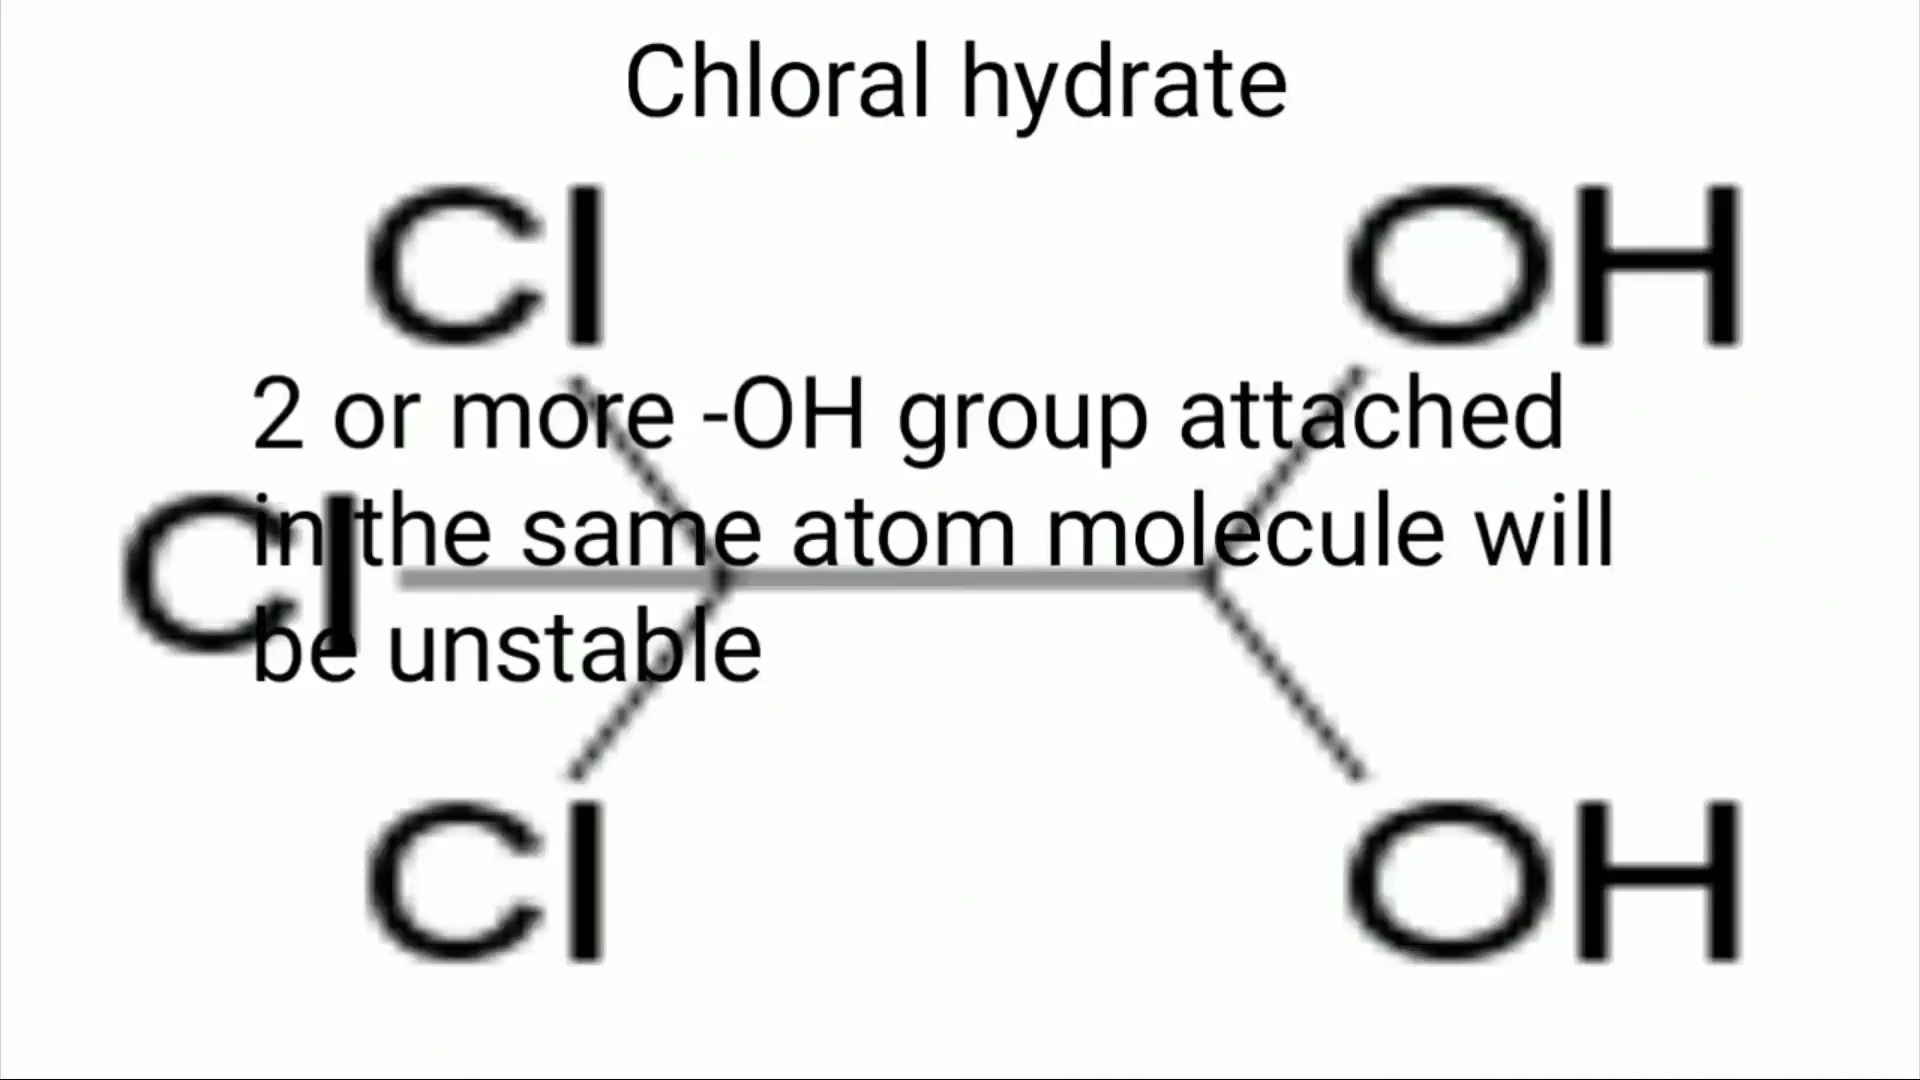 Chloral hydrate
Cl
OH
2 or more -OH group attached
Cl
in the same atom molecule will
be unstable
Cl
OH